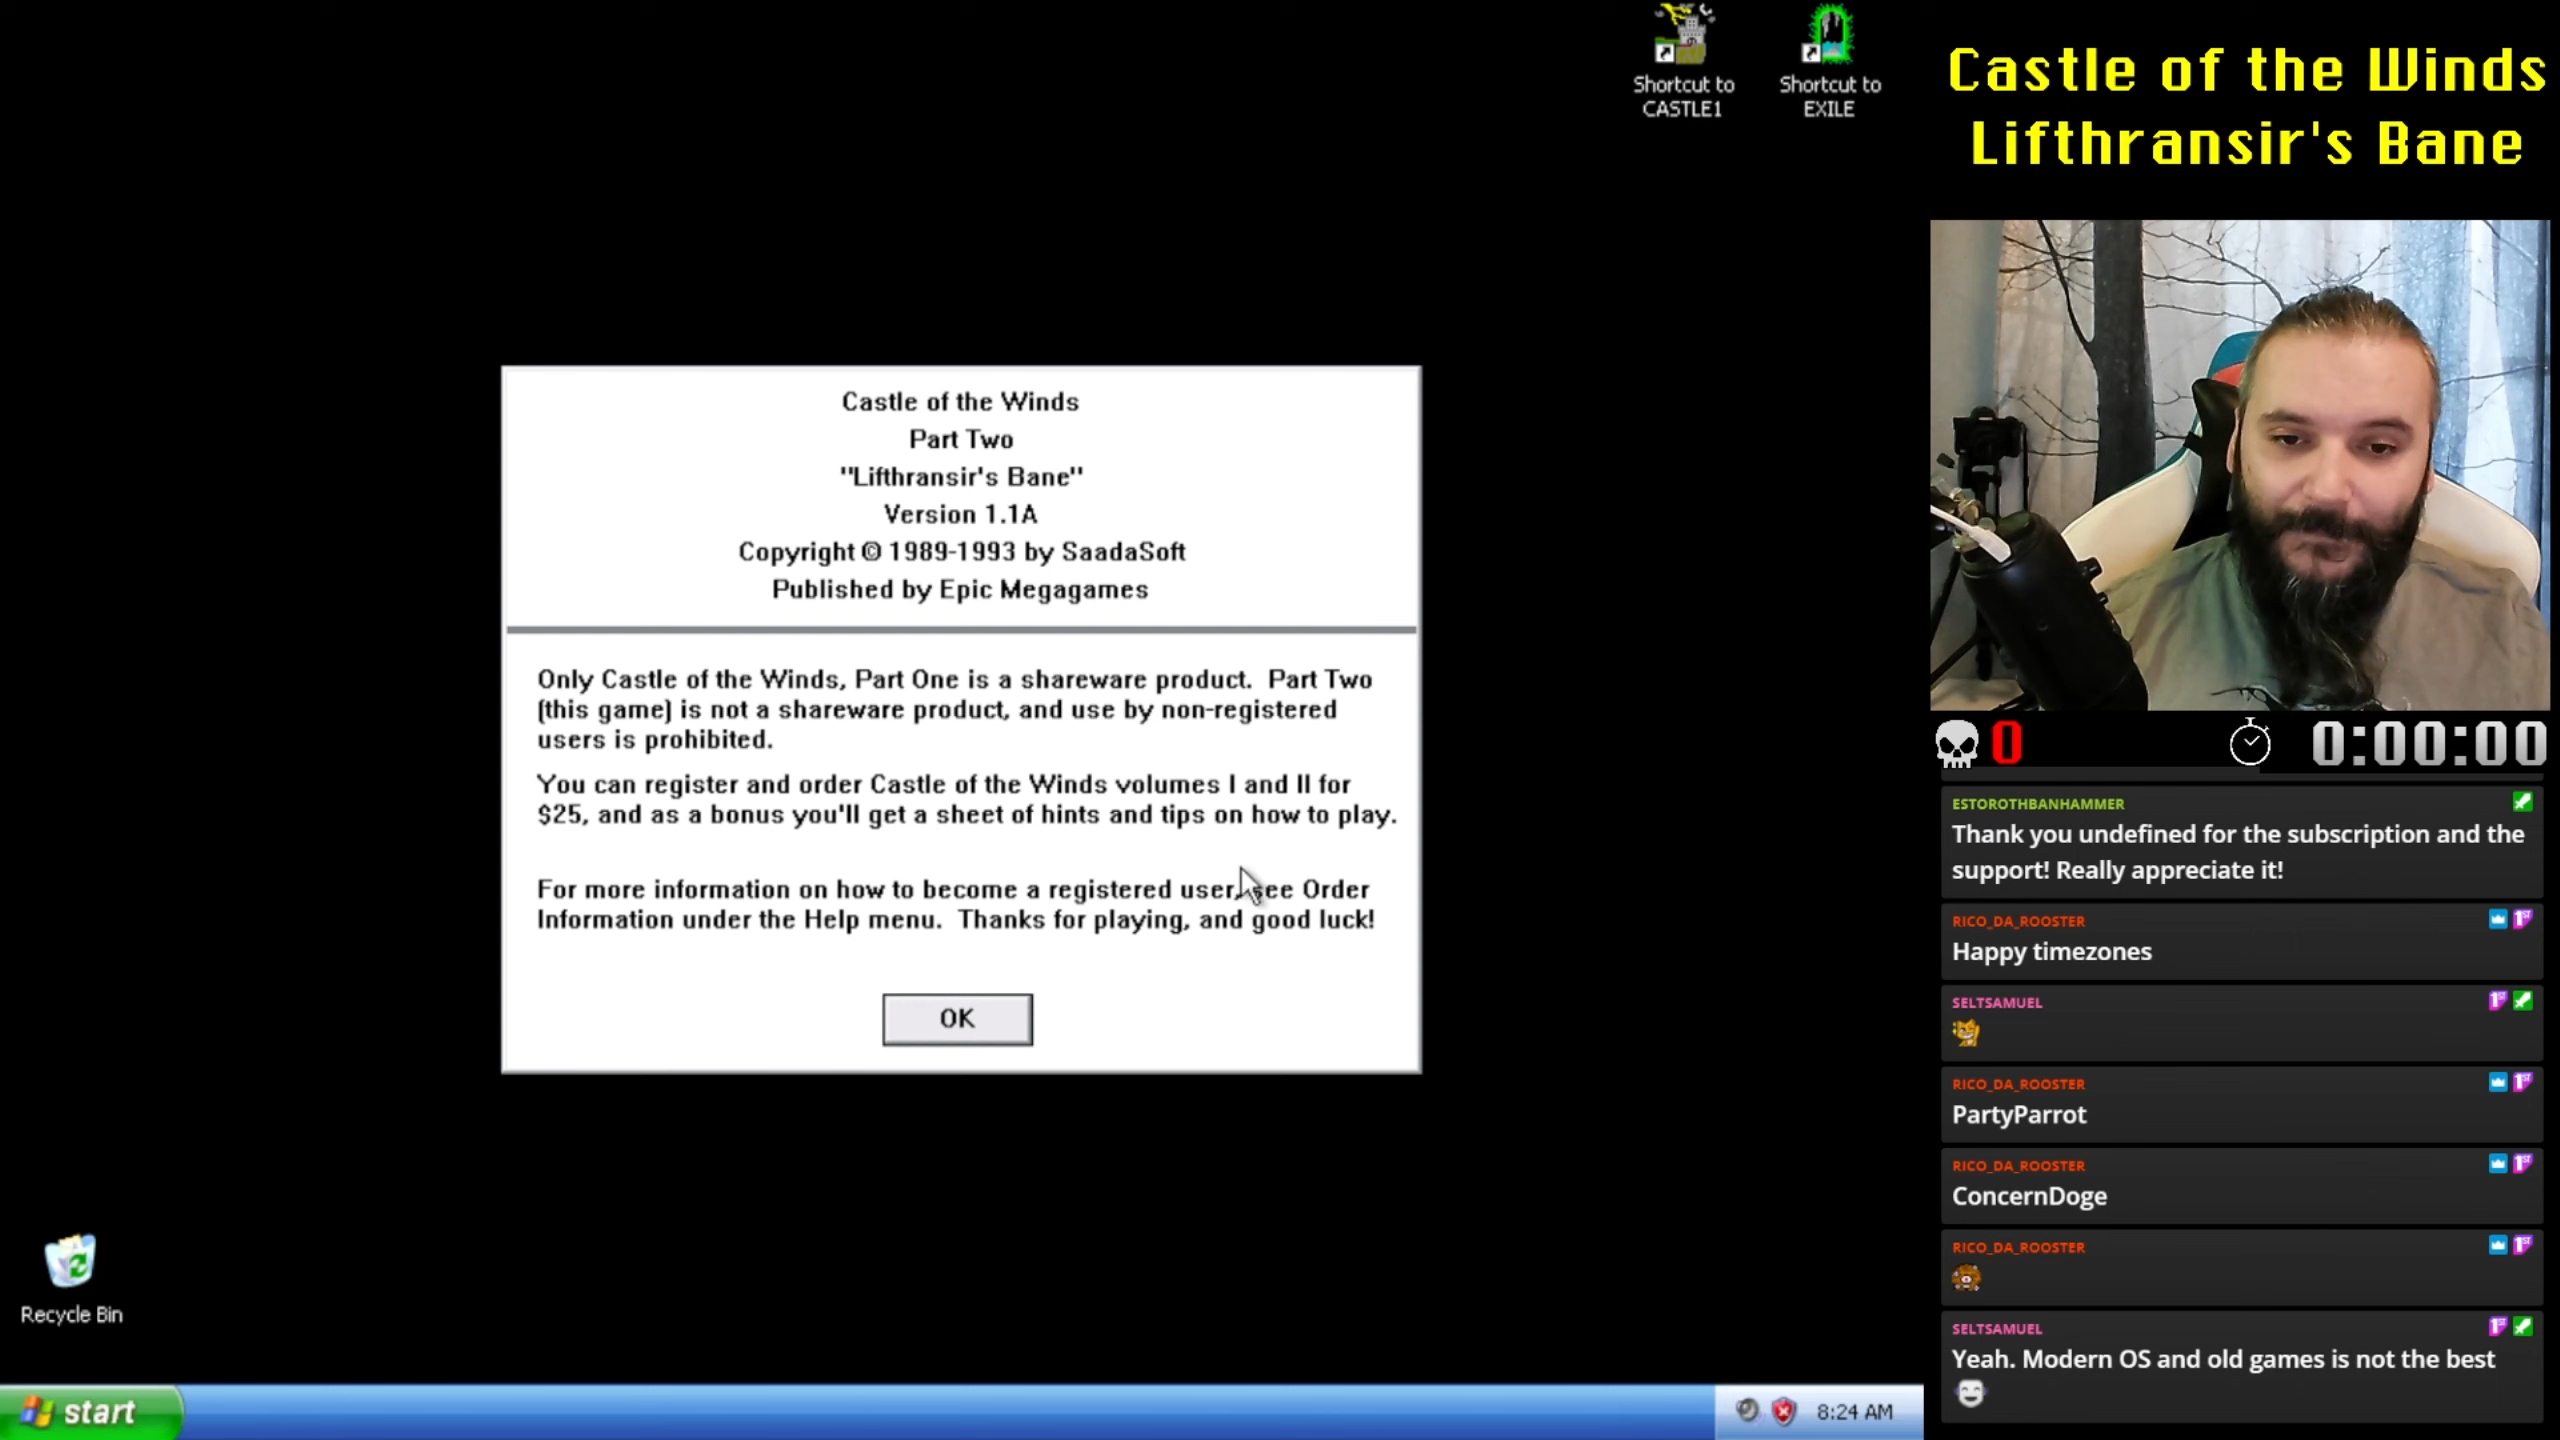 Shortcut to
CASTLE1
Shortcut to
EXILE
Castle of the Winds
Lifthransir's Bane
Castle of the Winds
Part Two
"Lifthransir's Bane"
Version 1.1A
Copyright © 1989-1993 by SaadaSoft
Published by Epic Megagames
Only Castle of the Winds, Part One is a shareware product.  Part Two
(this game) is not a shareware product, and use by non-registered
users is prohibited.
You can register and order Castle of the Winds volumes I and II for
$25, and as a bonus you'll get a sheet of hints and tips on how to play.
For more information on how to become a registered user, see Order
Information under the Help menu.  Thanks for playing, and good luck!
OK
0
0:00:00
ESTOROTHBANHAMMER
Thank you undefined for the subscription and the
support! Really appreciate it!
RICO_DA_ROOSTER
Happy timezones
SELTSAMUEL
RICO_DA_ROOSTER
PartyParrot
RICO_DA_ROOSTER
ConcernDoge
RICO_DA_ROOSTER
SELTSAMUEL
Yeah. Modern OS and old games is not the best
Recycle Bin
start
8:24 AM